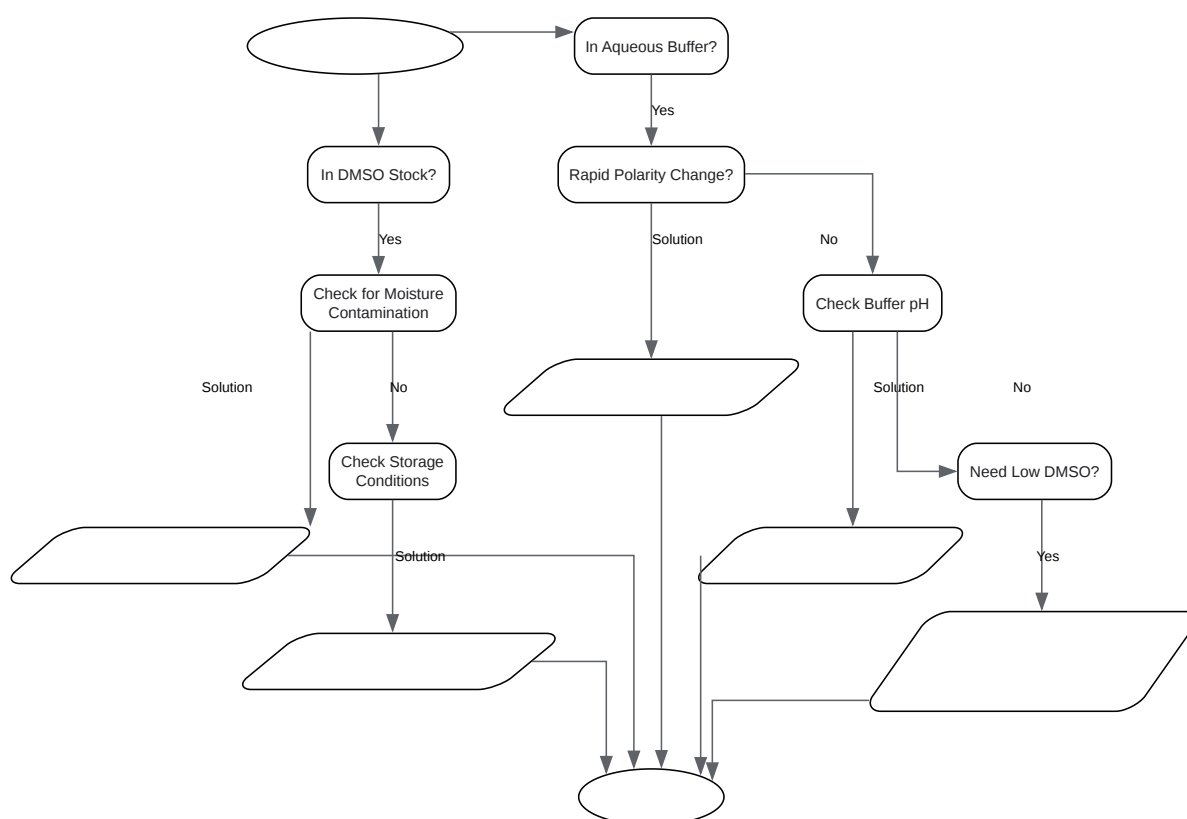 In Aqueous Buffer?
Yes
In DMSO Stock?
Rapid Polarity Change?
Yes
Solution
No
Check for Moisture
Contamination
Check Buffer pH
Solution
No
Solution
No
Check Storage
Conditions
Need Low DMSO?
Solution
Yes